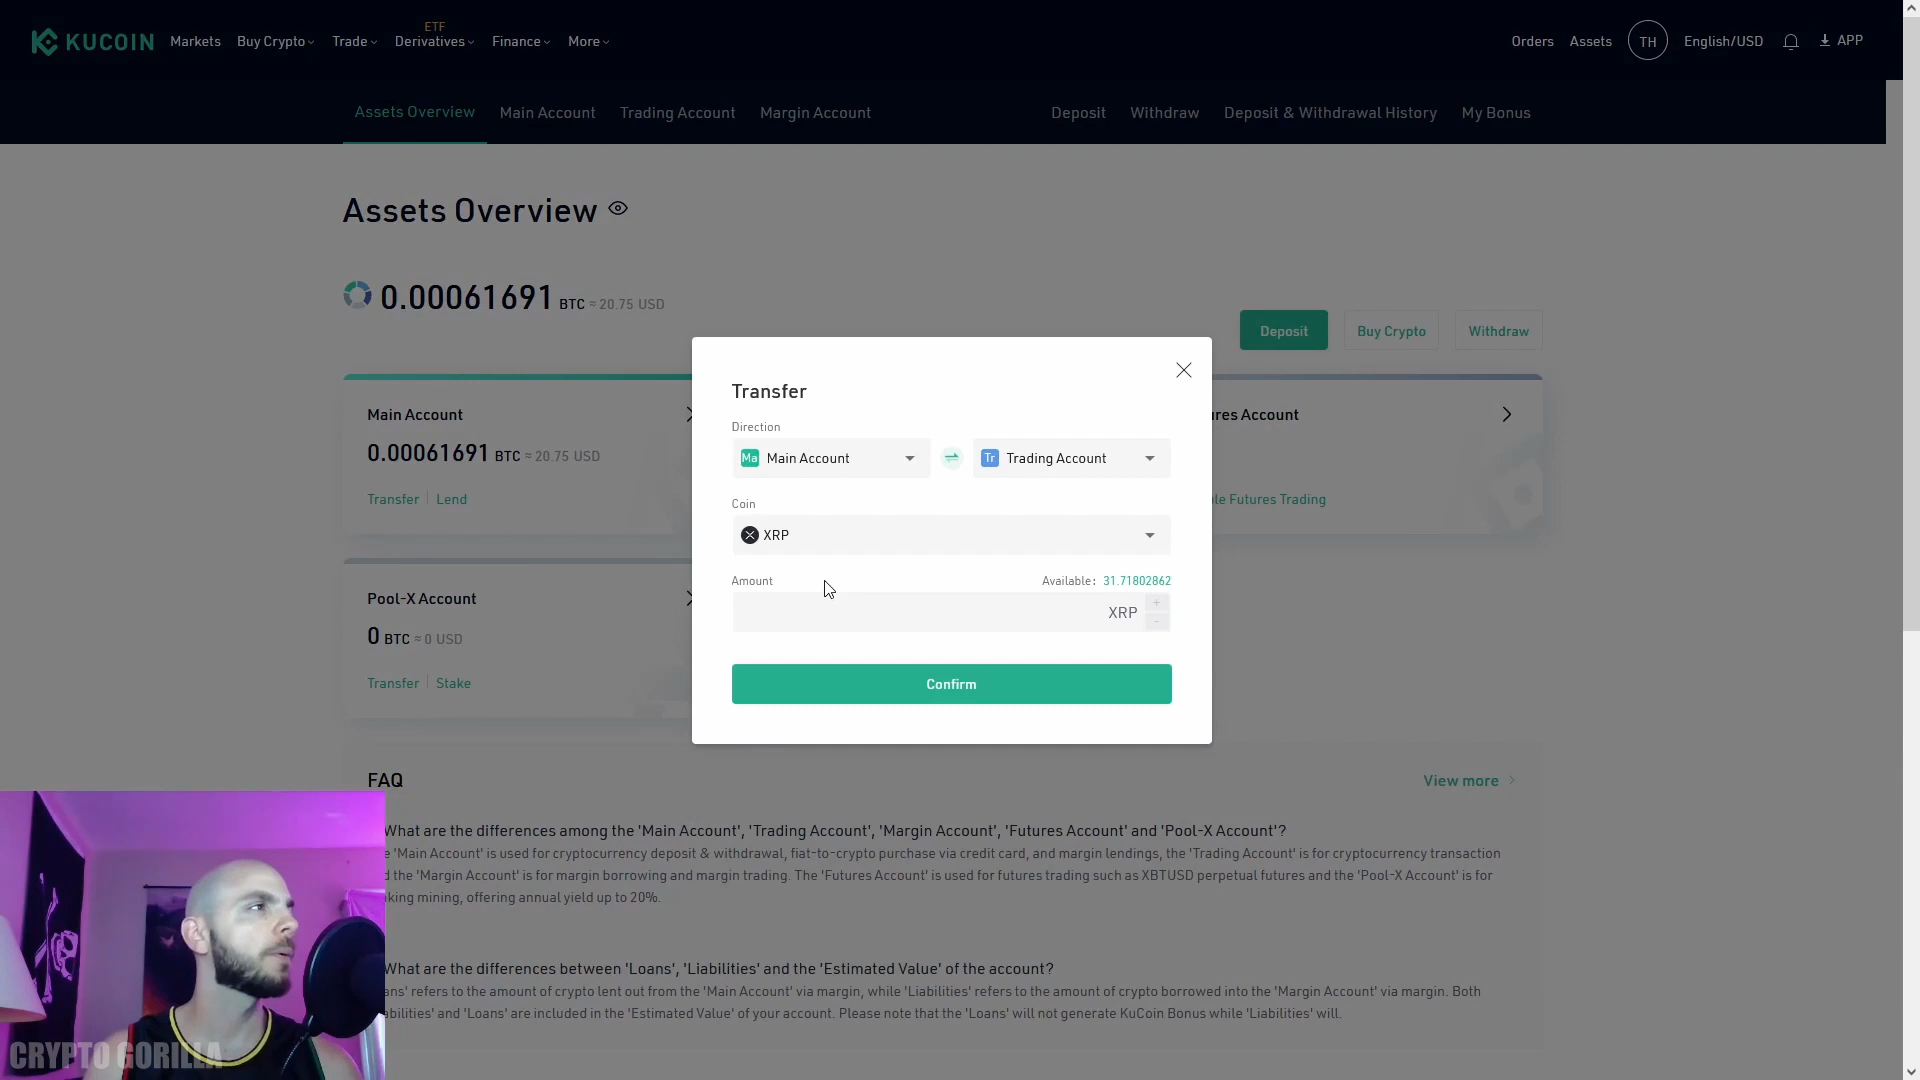 KUCOIN
Markets
Buy Crypto
Trade
ETF
Derivatives
Finance
More
Orders
Assets
TH
English/USD
APP
Assets Overview
Main Account
Trading Account
Margin Account
Deposit
Withdraw
Deposit & Withdrawal History
My Bonus
Assets Overview
0.00061691 BTC ≈ 20.75 USD
Deposit
Buy Crypto
Withdraw
Main Account
0.00061691 BTC ≈ 20.75 USD
Transfer
Lend
Pool-X Account
0 BTC ≈ 0 USD
Transfer
Stake
Transfer
Direction
Ma Main Account
Tr Trading Account
Coin
XRP
Amount
Available: 31.71802862
XRP
+
-
Confirm
ures Account
le Futures Trading
FAQ
View more
What are the differences among the 'Main Account', 'Trading Account', 'Margin Account', 'Futures Account' and 'Pool-X Account'?
e 'Main Account' is used for cryptocurrency deposit & withdrawal, fiat-to-crypto purchase via credit card, and margin lendings, the 'Trading Account' is for cryptocurrency transaction
d the 'Margin Account' is for margin borrowing and margin trading. The 'Futures Account' is used for futures trading such as XBTUSD perpetual futures and the 'Pool-X Account' is for
king mining, offering annual yield up to 20%.
What are the differences between 'Loans', 'Liabilities' and the 'Estimated Value' of the account?
ans' refers to the amount of crypto lent out from the 'Main Account' via margin, while 'Liabilities' refers to the amount of crypto borrowed into the 'Margin Account' via margin. Both
abilities' and 'Loans' are included in the 'Estimated Value' of your account. Please note that the 'Loans' will not generate KuCoin Bonus while 'Liabilities' will.
CRYPTO GORILLA